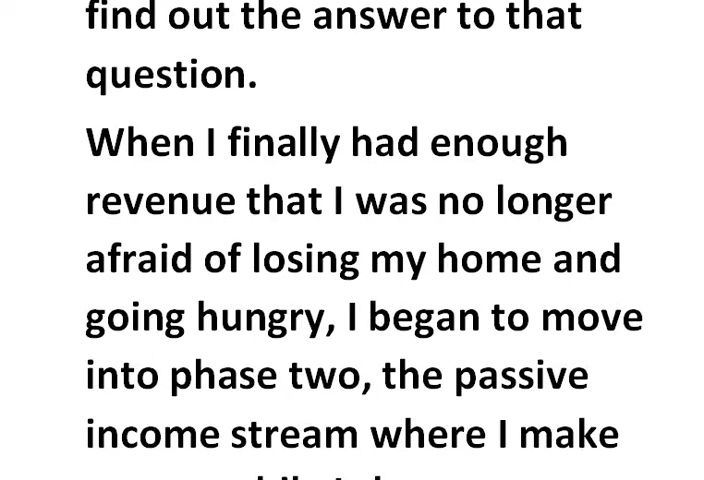 find out the answer to that
question.
When I finally had enough
revenue that I was no longer
afraid of losing my home and
going hungry, I began to move
into phase two, the passive
income stream where I make